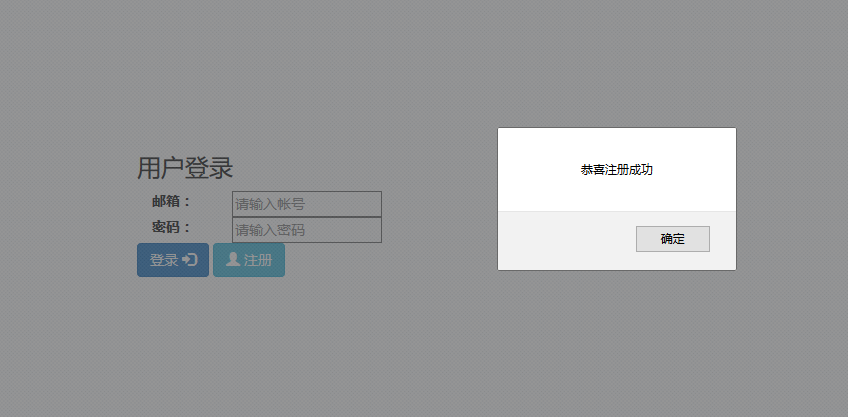 用户登录
邮箱：
请输入帐号
密码：
请输入密码
登录
注册
恭喜注册成功
确定